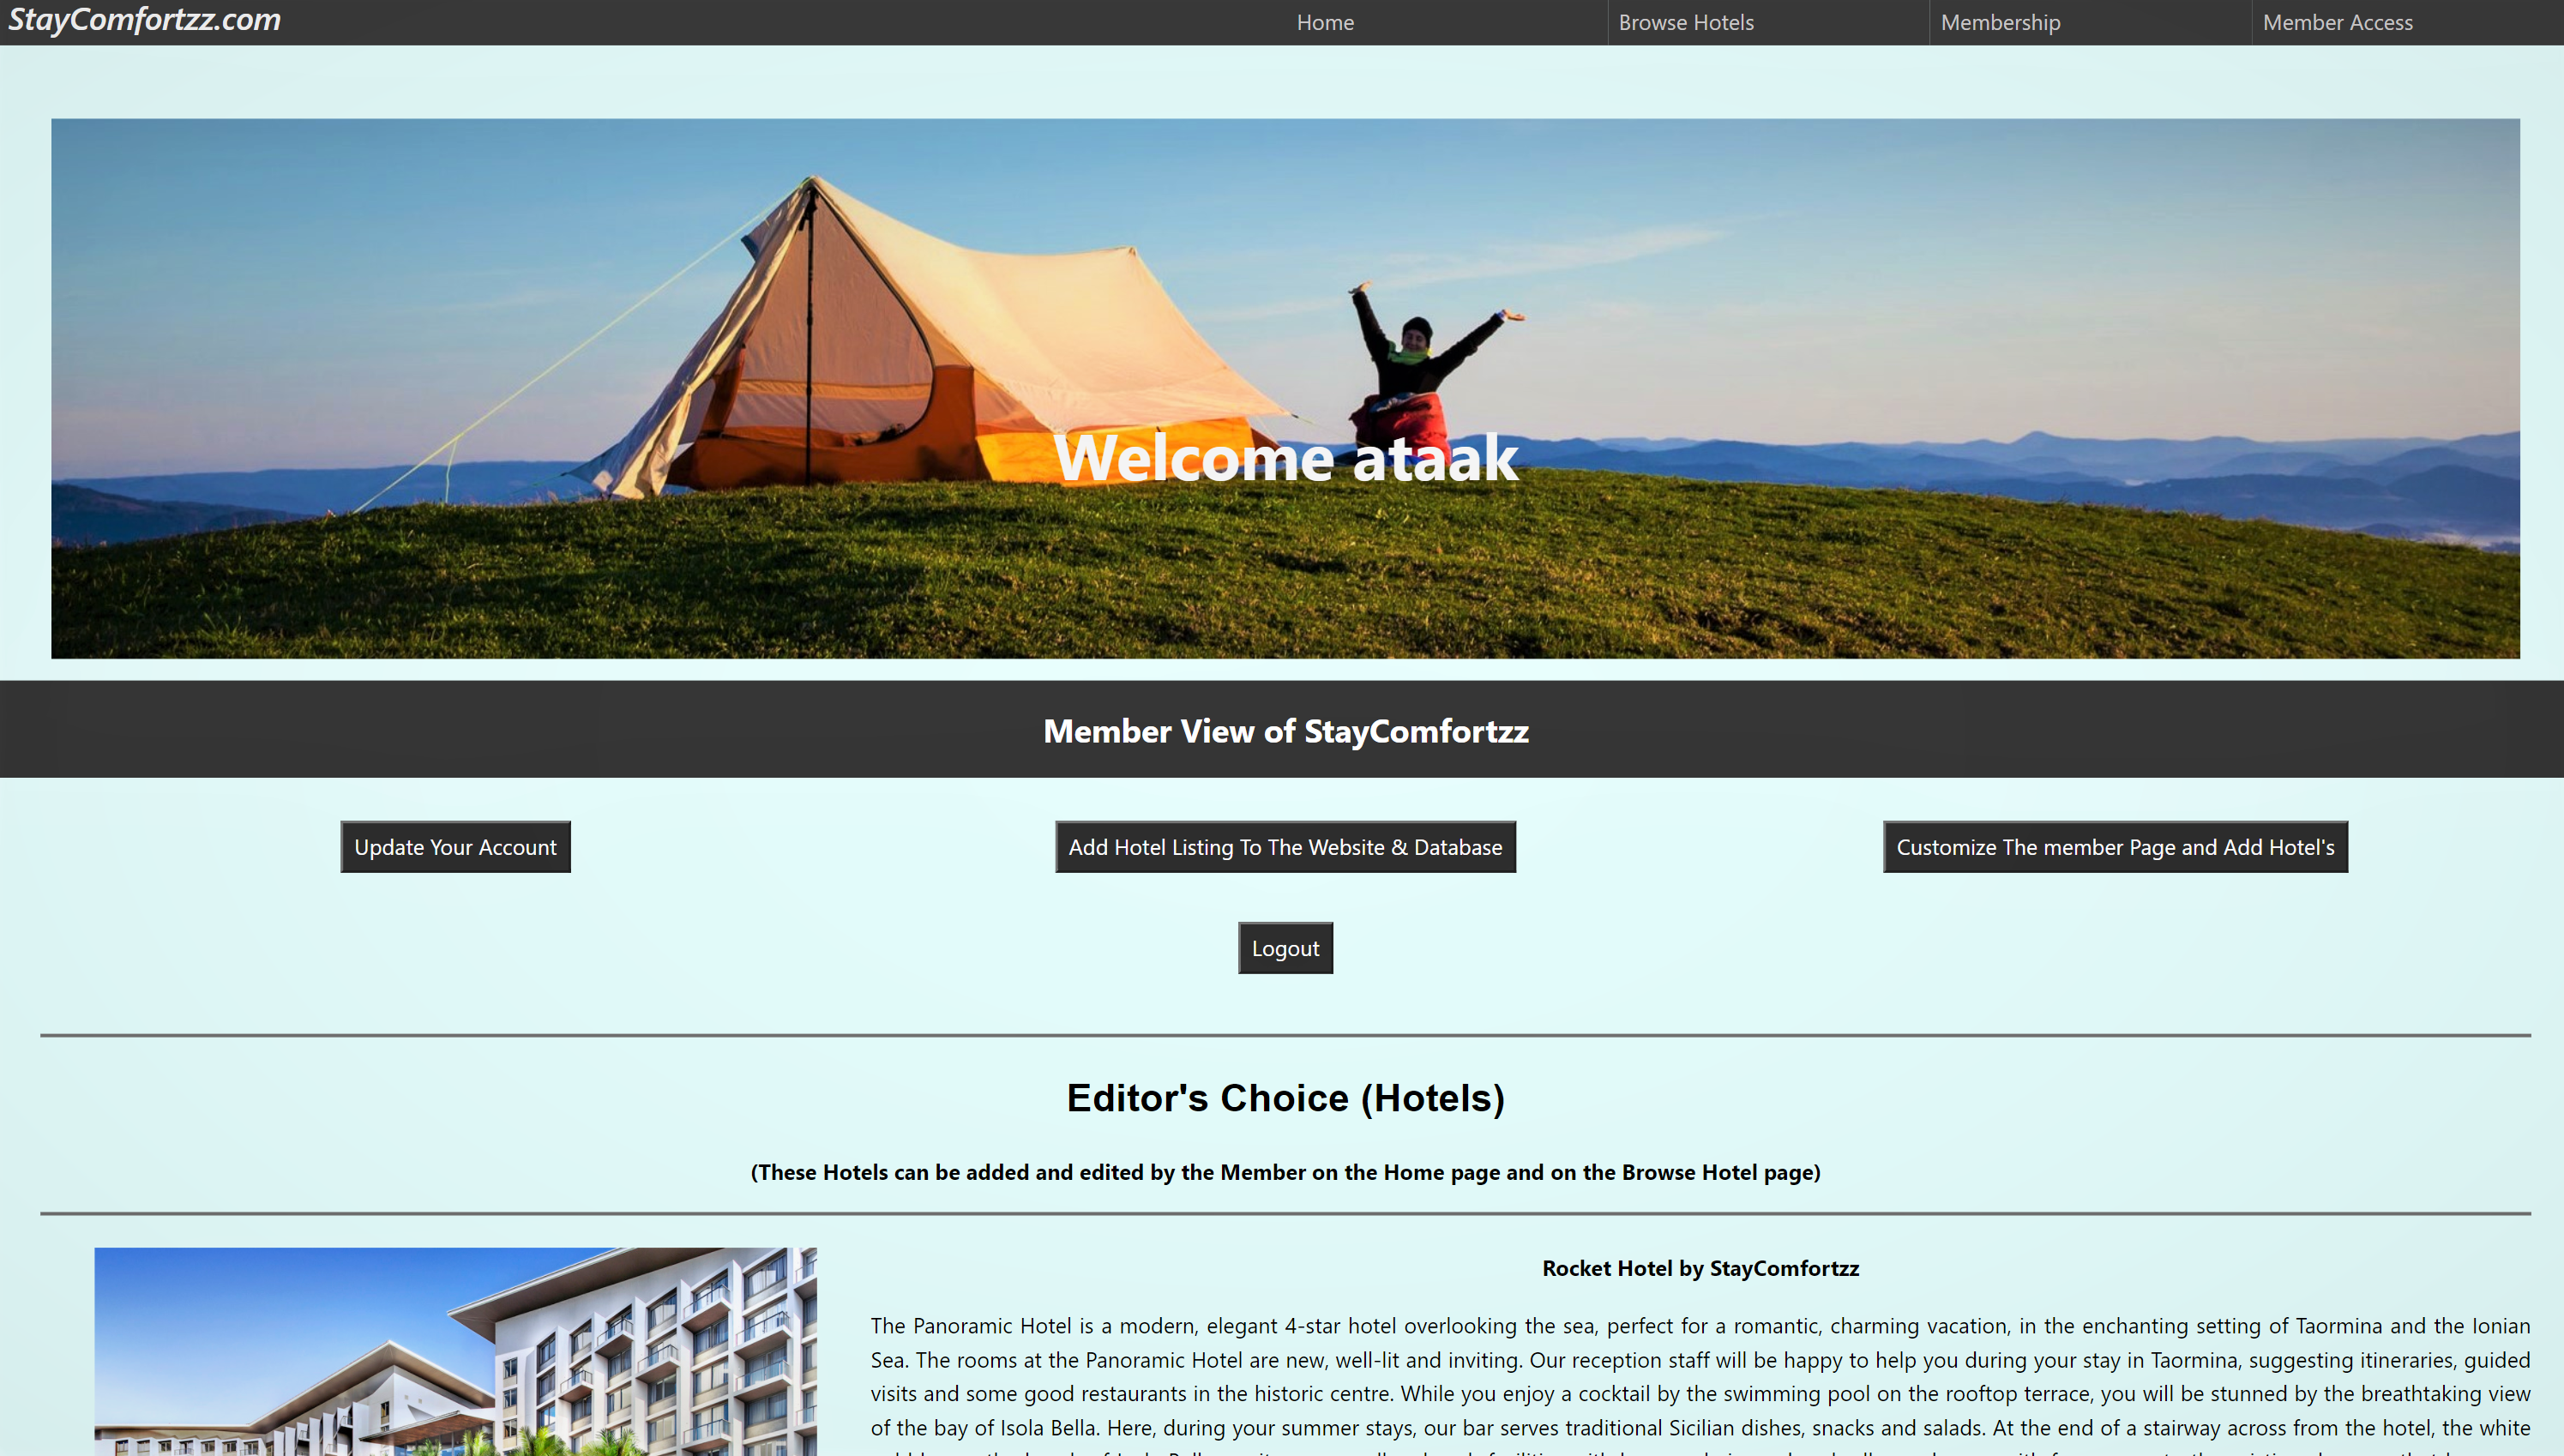 StayComfortzz.com
Home
Browse Hotels
Membership
Member Access
Welcome ataak
Member View of StayComfortzz
Update Your Account
Add Hotel Listing To The Website & Database
Customize The member Page and Add Hotel's
Logout
Editor's Choice (Hotels)
(These Hotels can be added and edited by the Member on the Home page and on the Browse Hotel page)
Rocket Hotel by StayComfortzz
The Panoramic Hotel is a modern, elegant 4-star hotel overlooking the sea, perfect for a romantic, charming vacation, in the enchanting setting of Taormina and the Ionian
Sea. The rooms at the Panoramic Hotel are new, well-lit and inviting. Our reception staff will be happy to help you during your stay in Taormina, suggesting itineraries, guided
visits and some good restaurants in the historic centre. While you enjoy a cocktail by the swimming pool on the rooftop terrace, you will be stunned by the breathtaking view
of the bay of Isola Bella. Here, during your summer stays, our bar serves traditional Sicilian dishes, snacks and salads. At the end of a stairway across from the hotel, the white